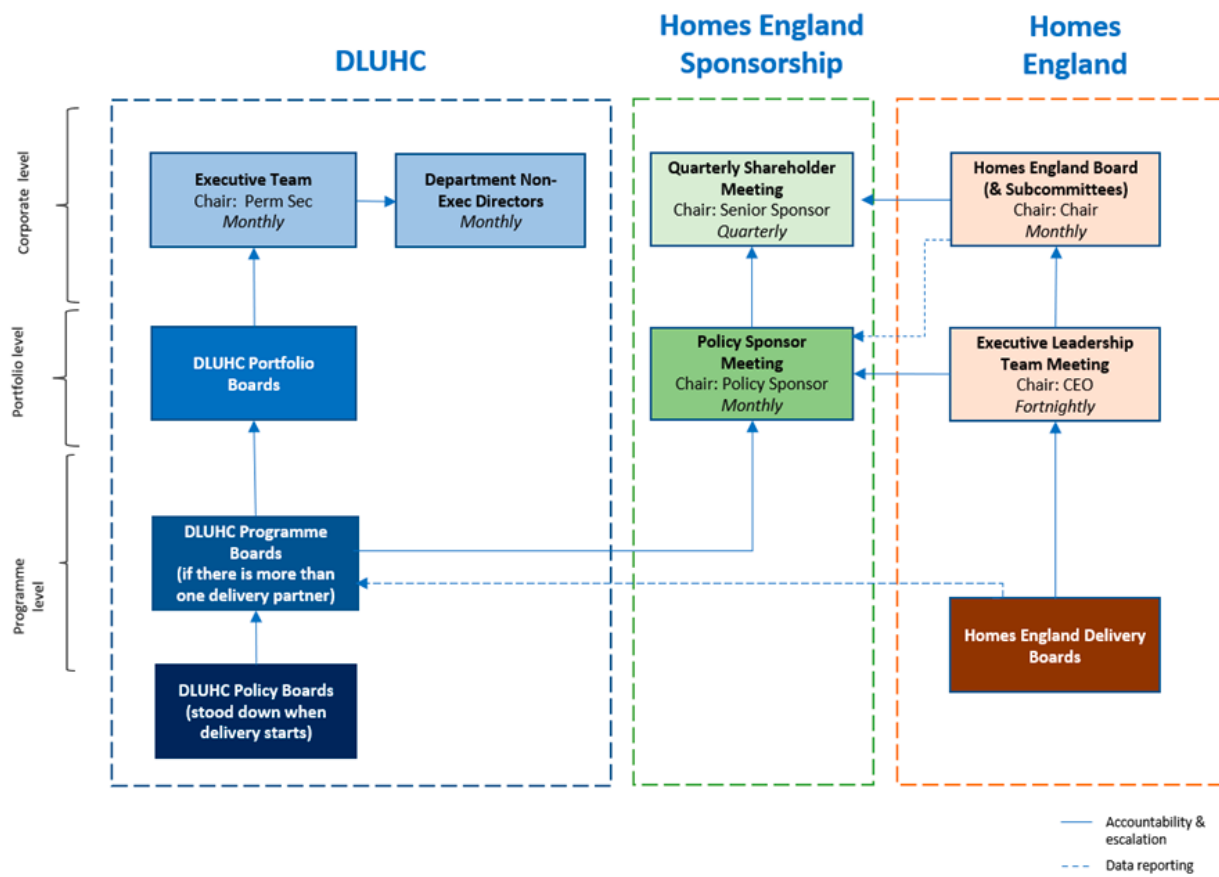 DLUHC
Homes England
Sponsorship
Homes
England
Corporate level
Portfolio level
Programme
level
Executive Team
Chair: Perm Sec
Monthly
Department Non-
Exec Directors
Monthly
Quarterly Shareholder
Meeting
Chair: Senior Sponsor
Quarterly
Homes England Board
(& Subcommittees)
Chair: Chair
Monthly
DLUHC Portfolio
Boards
Policy Sponsor
Meeting
Chair: Policy Sponsor
Monthly
Executive Leadership
Team Meeting
Chair: CEO
Fortnightly
DLUHC Programme
Boards
(if there is more than
one delivery partner)
Homes England Delivery
Boards
DLUHC Policy Boards
(stood down when
delivery starts)
Accountability &
escalation
Data reporting